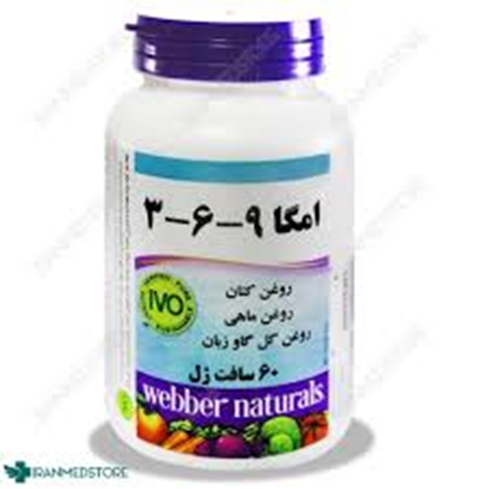 امگا ۹-۶-۳
روغن کتان
روغن ماهی
روغن گل گاو زبان
۶۰ سافت ژل
IVO
webber naturals
IRANMEDSTORE